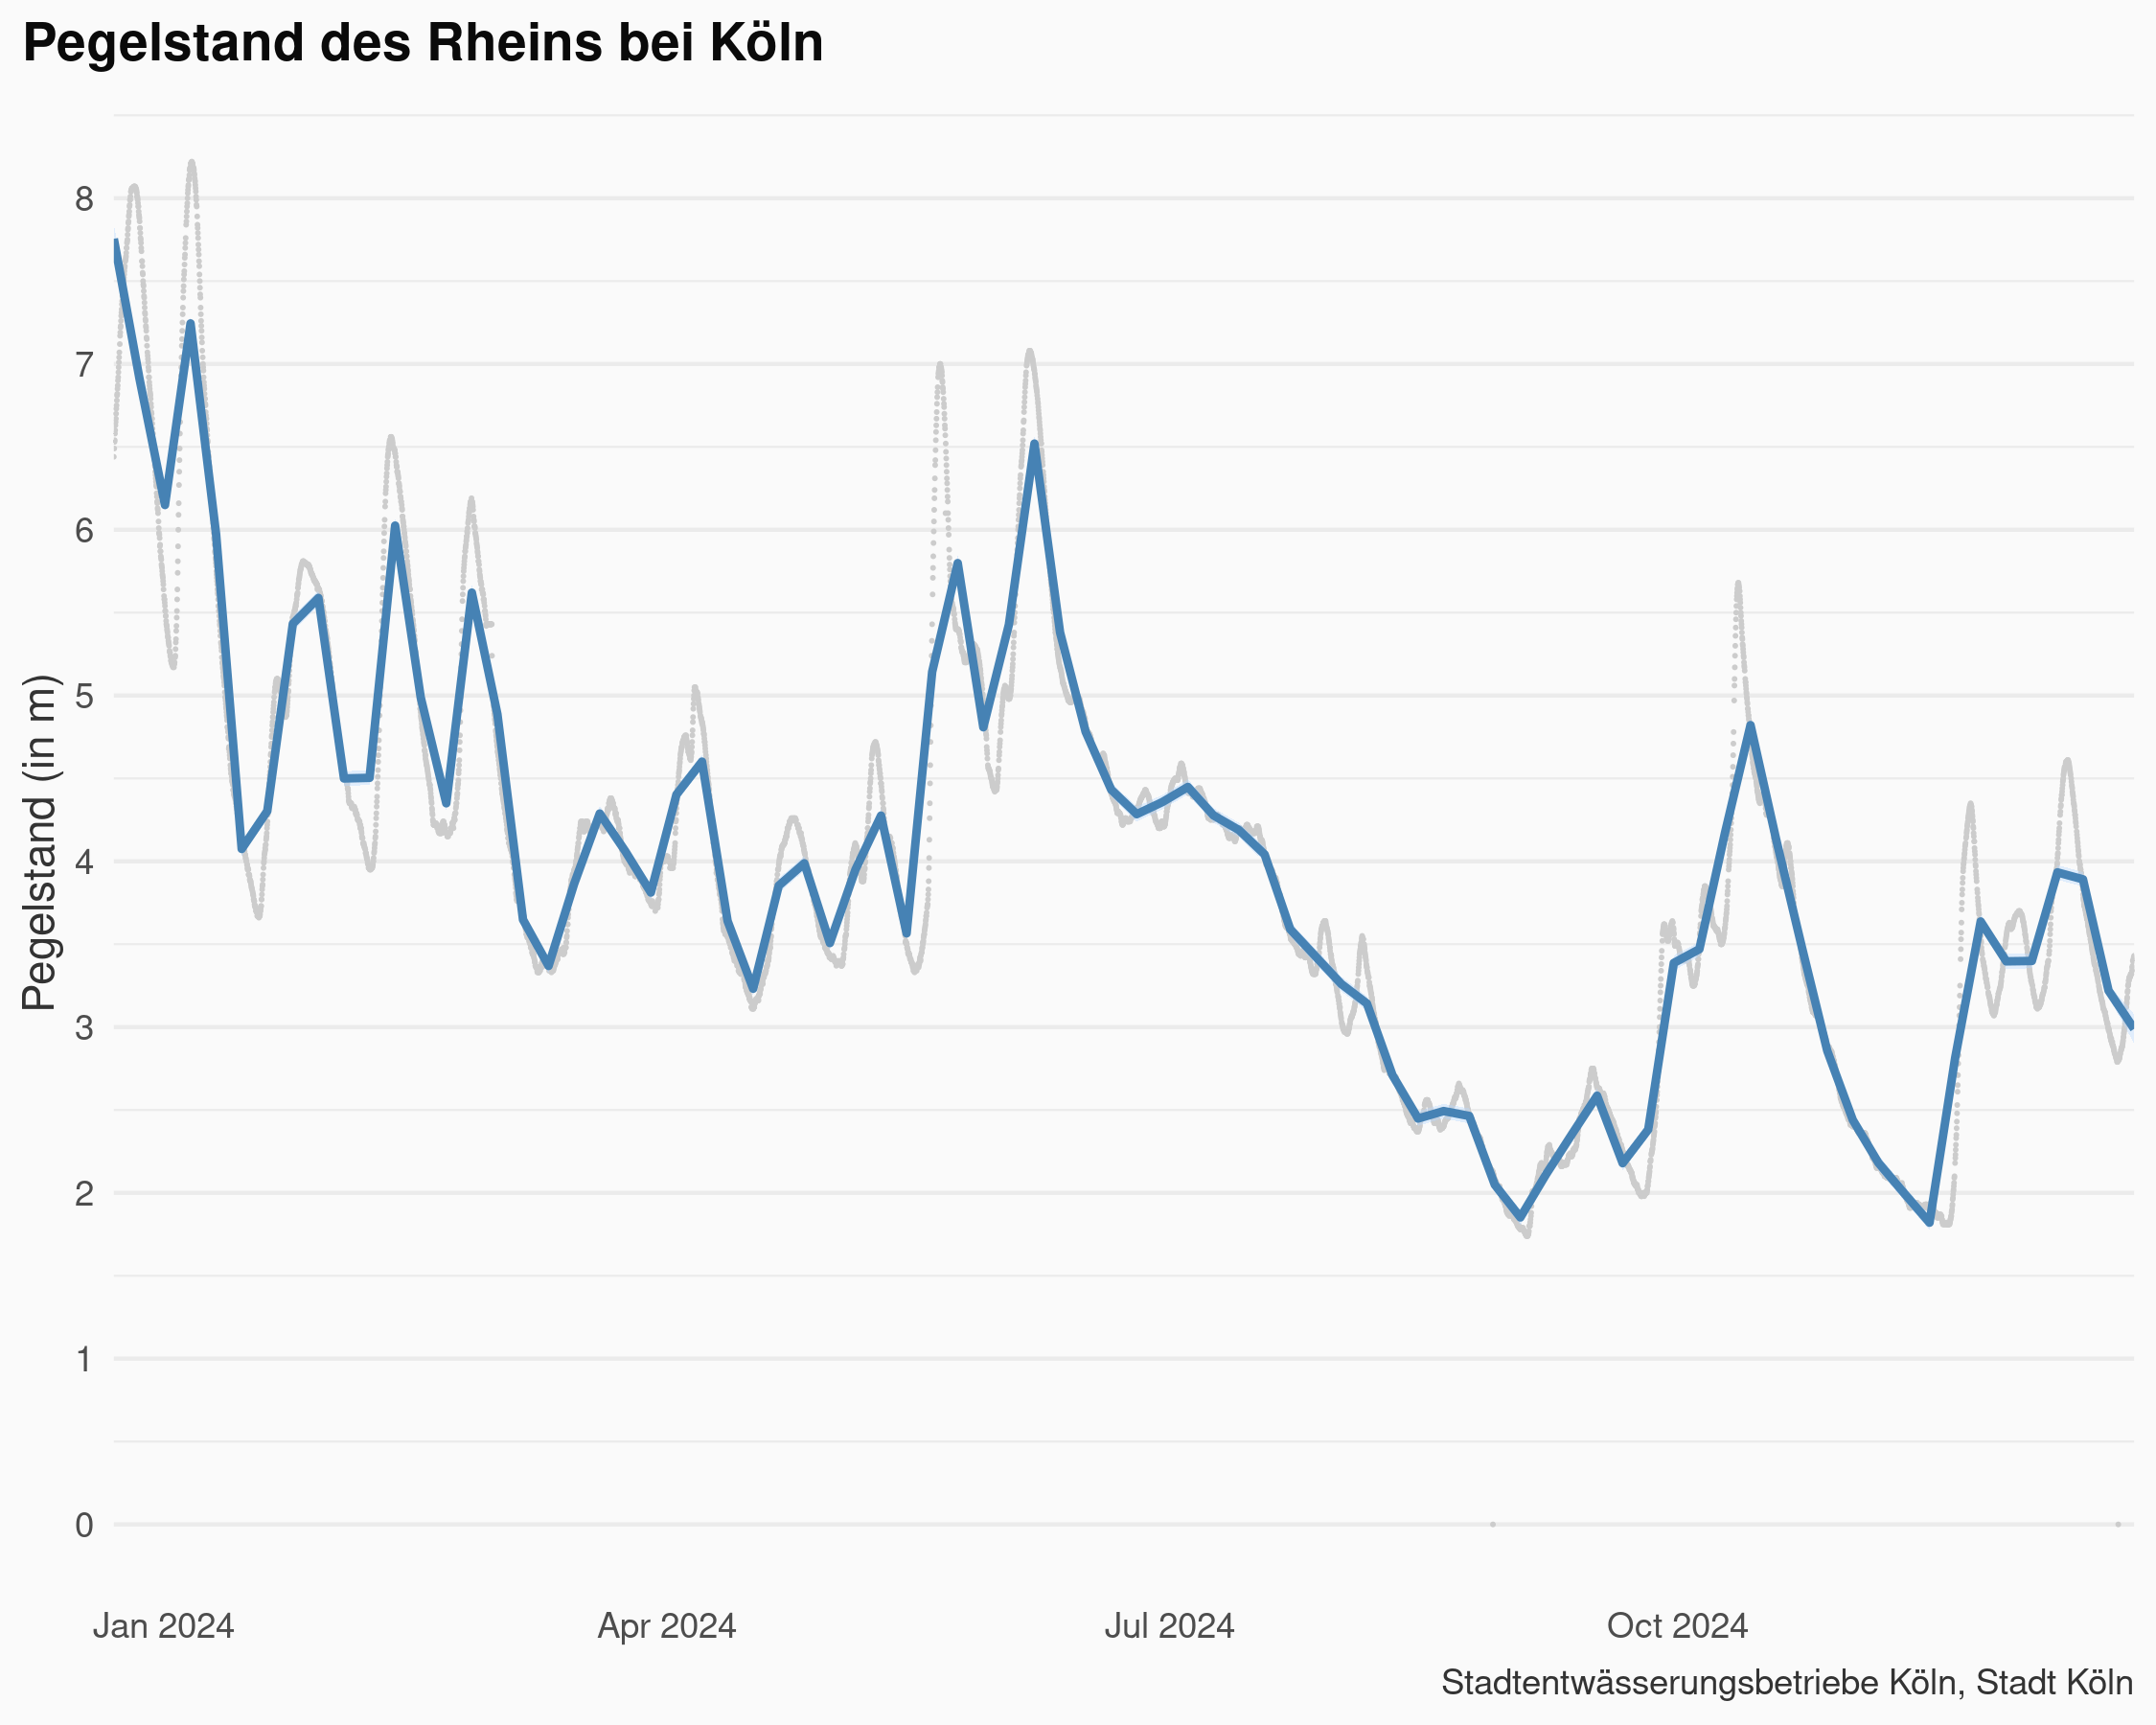 Pegelstand des Rheins bei Köln
Pegelstand (in m)
8
7
6
5
4
3
2
1
0
Jan 2024
Apr 2024
Jul 2024
Oct 2024
Stadtentwässerungsbetriebe Köln, Stadt Köln